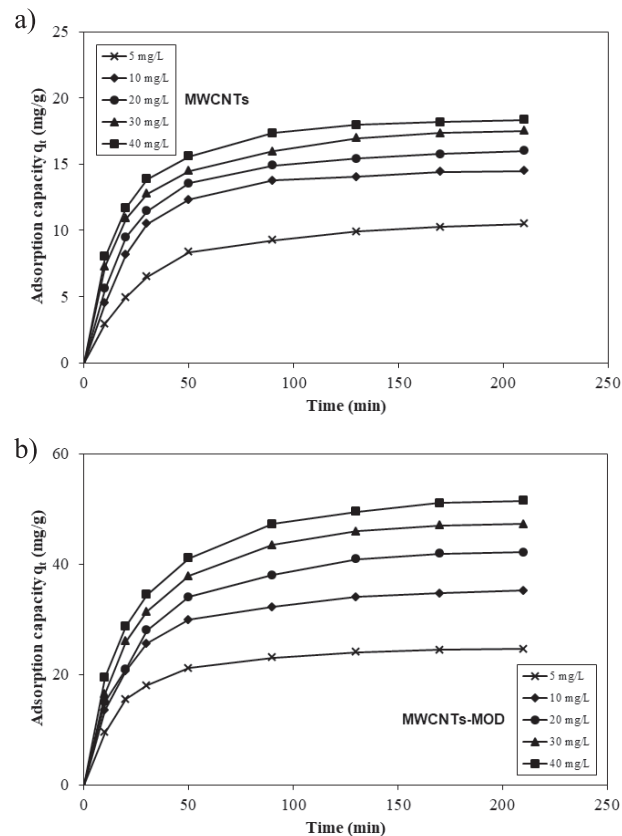 a)
25
20
15
10
5
0
Adsorption capacity qt (mg/g)
5 mg/L
10 mg/L
20 mg/L
30 mg/L
40 mg/L
MWCNTs
0 50 100 150 200 250
Time (min)
b)
60
40
20
0
Adsorption capacity qt (mg/g)
MWCNTs-MOD
5 mg/L
10 mg/L
20 mg/L
30 mg/L
40 mg/L
0 50 100 150 200 250
Time (min)